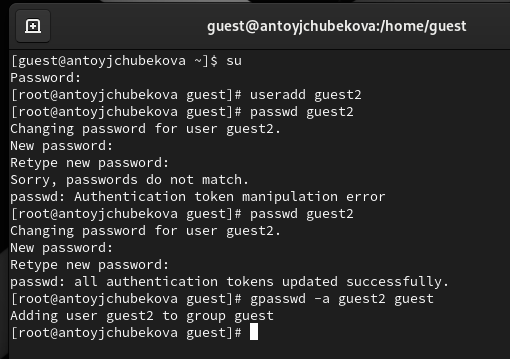 guest@antoyjchubekova:/home/guest
[guest@antoyjchubekova ~]$ su
Password:
[root@antoyjchubekova guest]# useradd guest2
[root@antoyjchubekova guest]# passwd guest2
Changing password for user guest2.
New password:
Retype new password:
Sorry, passwords do not match.
passwd: Authentication token manipulation error
[root@antoyjchubekova guest]# passwd guest2
Changing password for user guest2.
New password:
Retype new password:
passwd: all authentication tokens updated successfully.
[root@antoyjchubekova guest]# gpasswd -a guest2 guest
Adding user guest2 to group guest
[root@antoyjchubekova guest]#